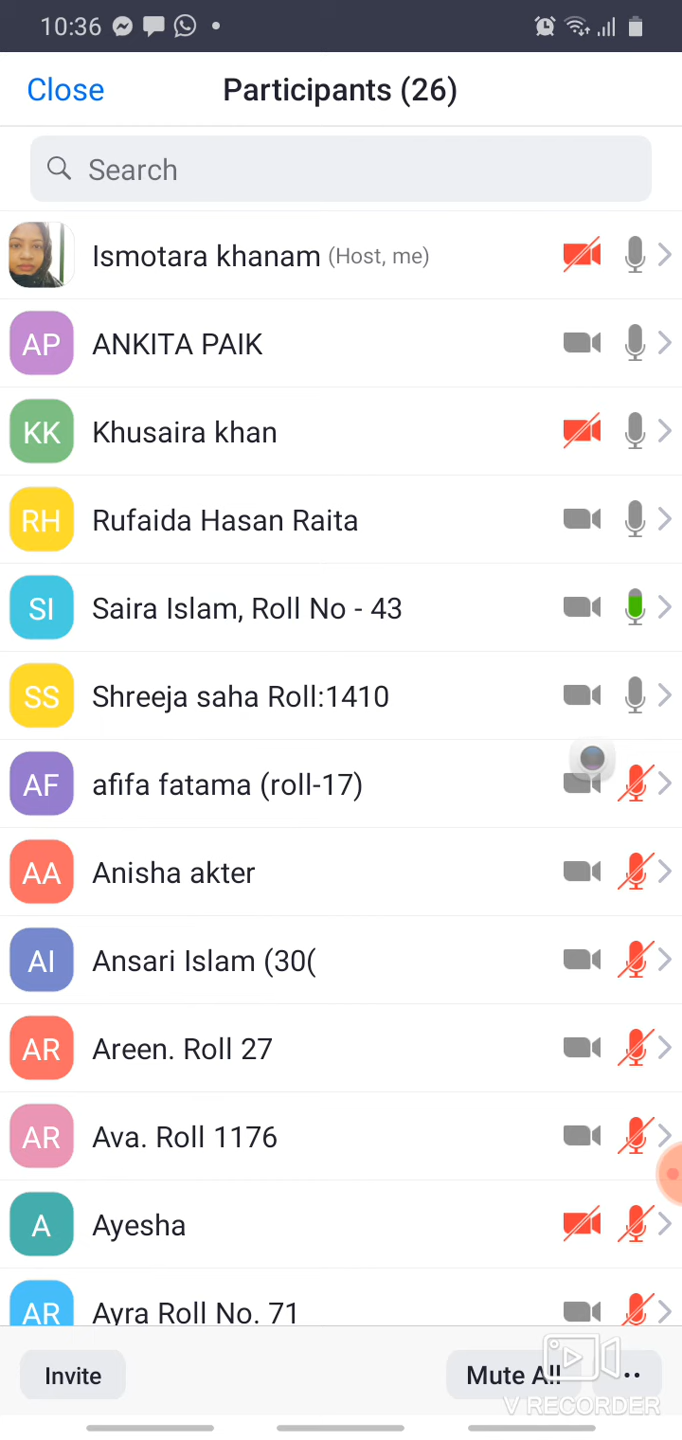 10:36
Close Participants (26)
Search
Ismotara khanam (Host, me)
AP ANKITA PAIK
KK Khusaira khan
RH Rufaida Hasan Raita
SI Saira Islam, Roll No - 43
SS Shreeja saha Roll:1410
AF afifa fatama (roll-17)
AA Anisha akter
AI Ansari Islam (30(
AR Areen. Roll 27
AR Ava. Roll 1176
A Ayesha
AR Ayra Roll No. 71
Invite Mute All
V RECORDER